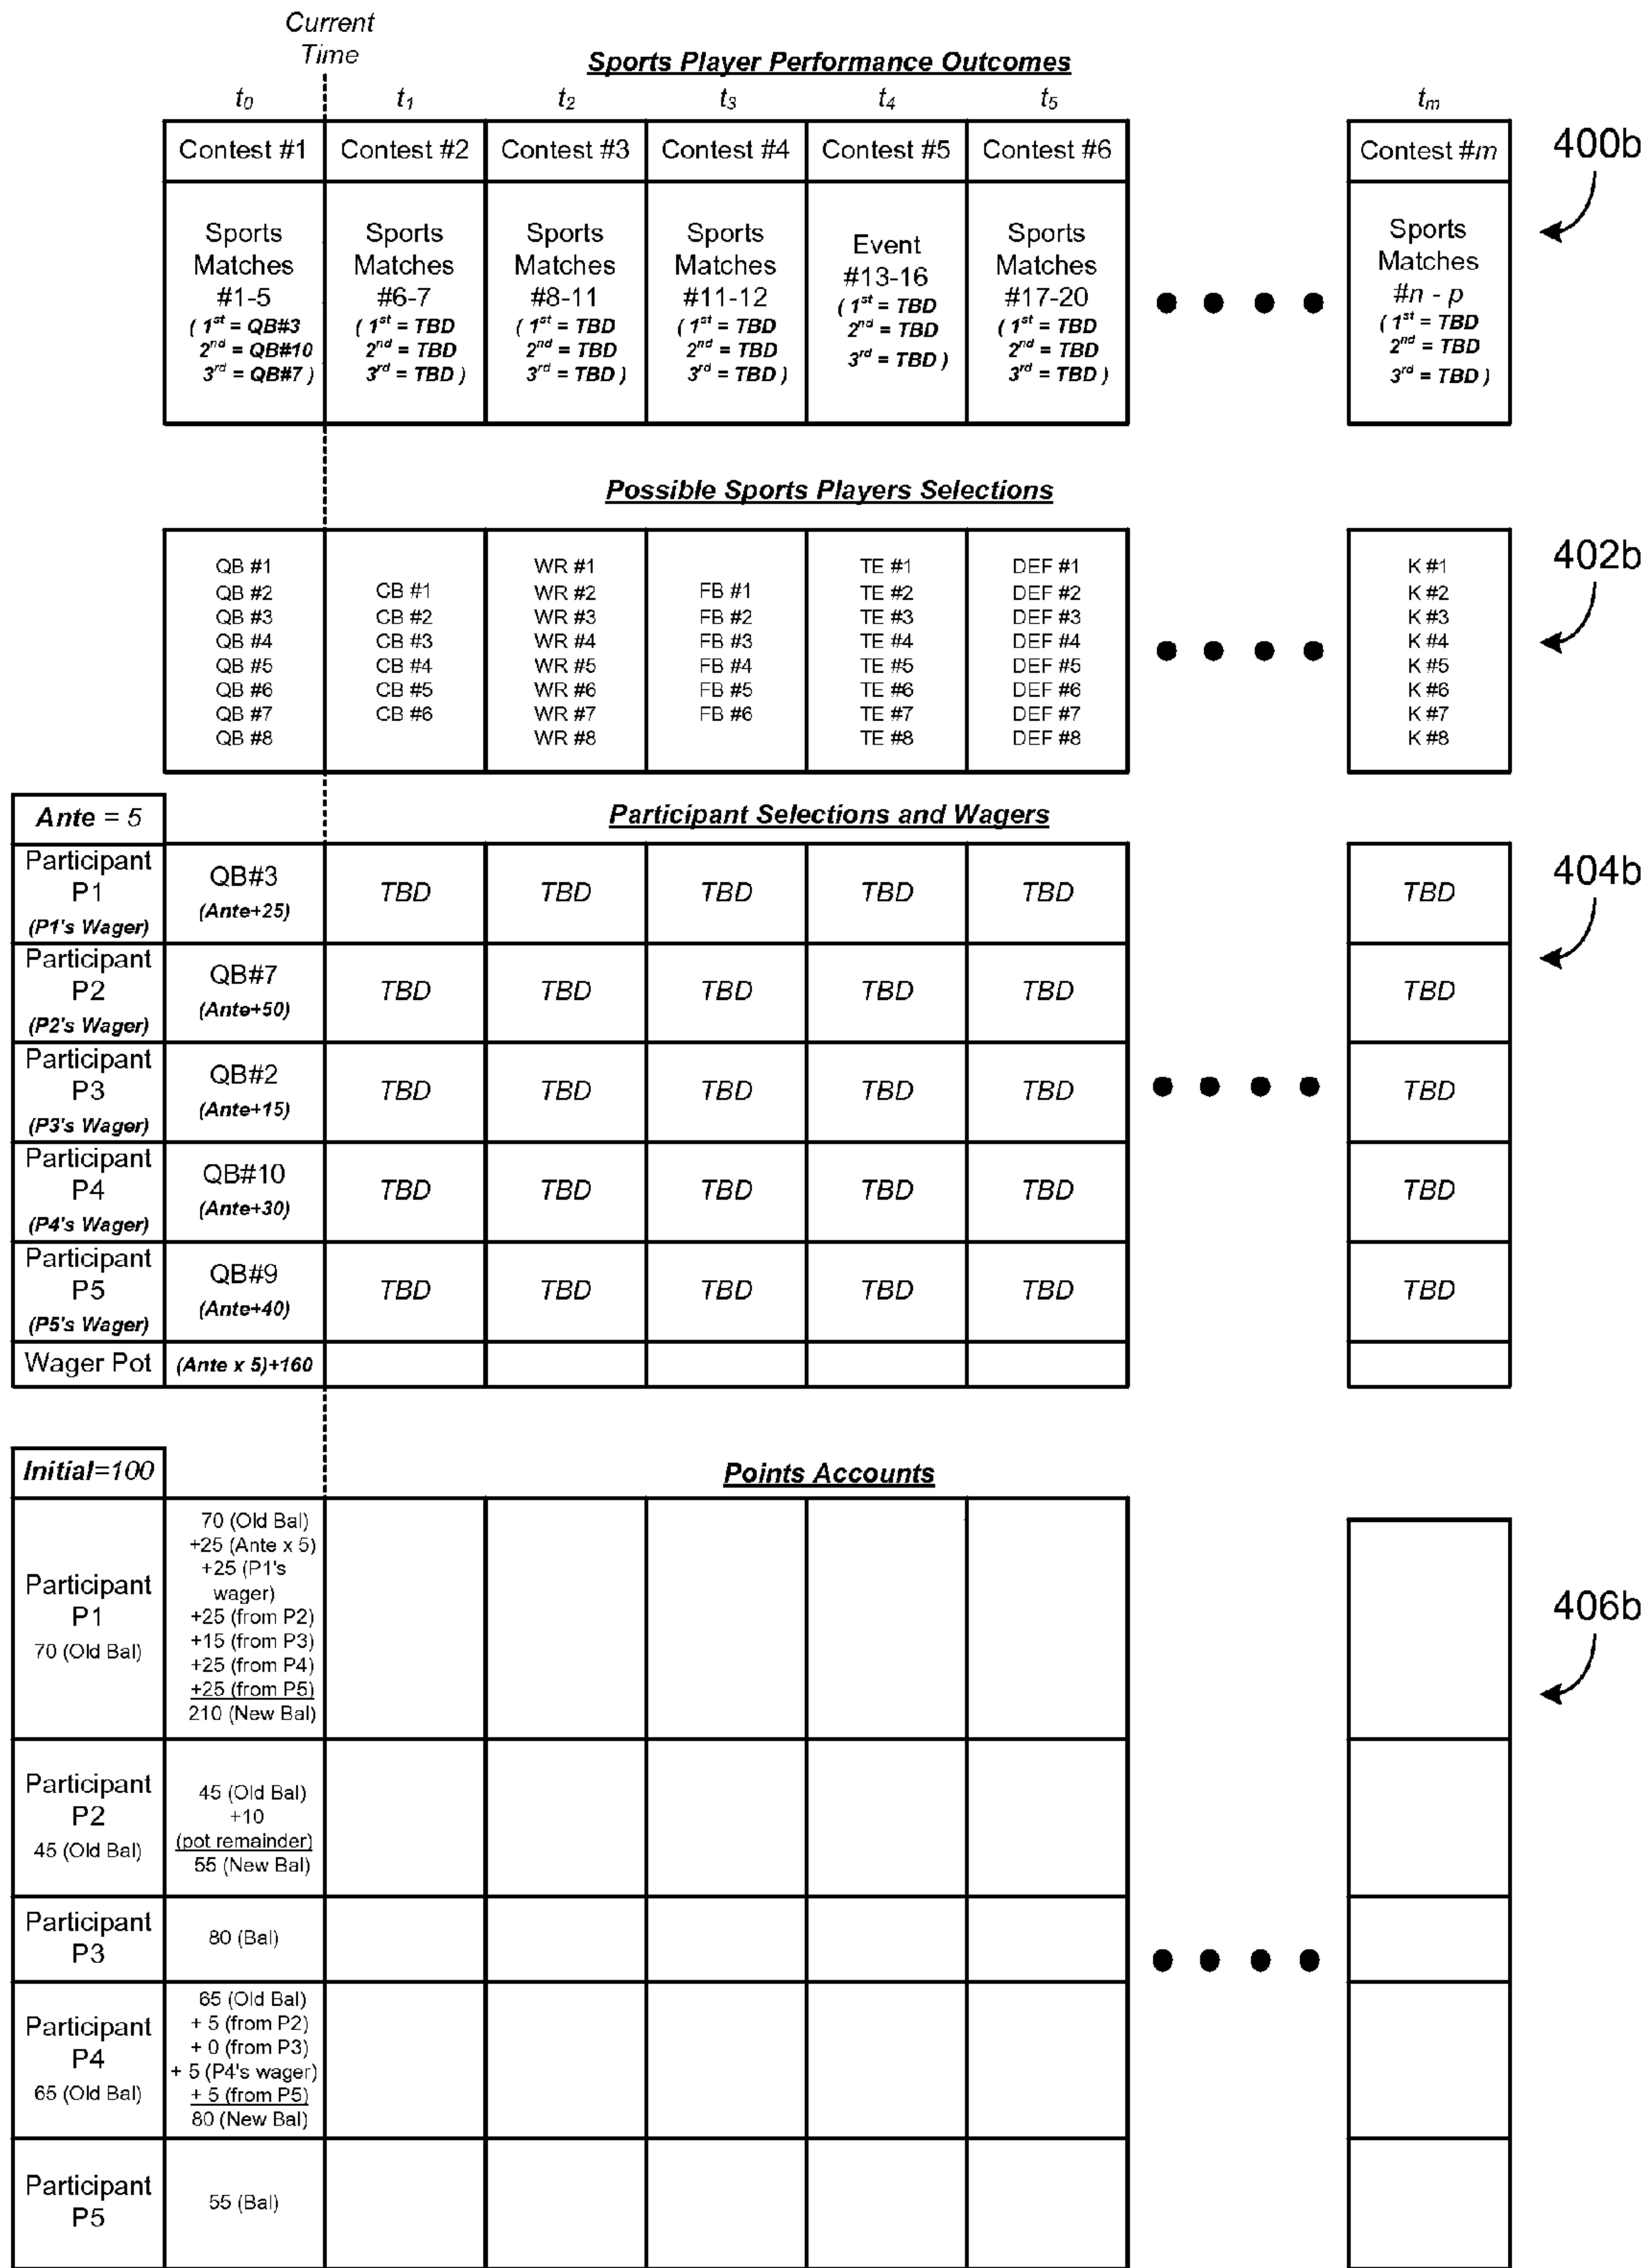 Current
Time
Sports Player Performance Outcomes
t0 t1 t2 t3 t4 t5 tm
Contest #1 Contest #2 Contest #3 Contest #4 Contest #5 Contest #6 Contest #m
400b
Sports
Matches
#1-5
( 1st = QB#3
2nd = QB#10
3rd = QB#7 )
Sports
Matches
#6-7
( 1st = TBD
2nd = TBD
3rd = TBD )
Sports
Matches
#8-11
( 1st = TBD
2nd = TBD
3rd = TBD )
Sports
Matches
#11-12
( 1st = TBD
2nd = TBD
3rd = TBD )
Event
#13-16
( 1st = TBD
2nd = TBD
3rd = TBD )
Sports
Matches
#17-20
( 1st = TBD
2nd = TBD
3rd = TBD )
Sports
Matches
#n - p
( 1st = TBD
2nd = TBD
3rd = TBD )
Possible Sports Players Selections
402b
QB #1
QB #2
QB #3
QB #4
QB #5
QB #6
QB #7
QB #8
CB #1
CB #2
CB #3
CB #4
CB #5
CB #6
WR #1
WR #2
WR #3
WR #4
WR #5
WR #6
WR #7
WR #8
FB #1
FB #2
FB #3
FB #4
FB #5
FB #6
TE #1
TE #2
TE #3
TE #4
TE #5
TE #6
TE #7
TE #8
DEF #1
DEF #2
DEF #3
DEF #4
DEF #5
DEF #6
DEF #7
DEF #8
K #1
K #2
K #3
K #4
K #5
K #6
K #7
K #8
Ante = 5
Participant Selections and Wagers
404b
Participant
P1
(P1's Wager)
QB#3
(Ante+25)
TBD TBD TBD TBD TBD TBD
Participant
P2
(P2's Wager)
QB#7
(Ante+50)
TBD TBD TBD TBD TBD TBD
Participant
P3
(P3's Wager)
QB#2
(Ante+15)
TBD TBD TBD TBD TBD TBD
Participant
P4
(P4's Wager)
QB#10
(Ante+30)
TBD TBD TBD TBD TBD TBD
Participant
P5
(P5's Wager)
QB#9
(Ante+40)
TBD TBD TBD TBD TBD TBD
Wager Pot (Ante x 5)+160
Initial=100
Points Accounts
406b
Participant
P1
70 (Old Bal)
70 (Old Bal)
+25 (Ante x 5)
+25 (P1's
wager)
+25 (from P2)
+15 (from P3)
+25 (from P4)
+25 (from P5)
210 (New Bal)
Participant
P2
45 (Old Bal)
45 (Old Bal)
+10
(pot remainder)
55 (New Bal)
Participant
P3
80 (Bal)
Participant
P4
65 (Old Bal)
65 (Old Bal)
+ 5 (from P2)
+ 0 (from P3)
+ 5 (P4's wager)
+ 5 (from P5)
80 (New Bal)
Participant
P5
55 (Bal)